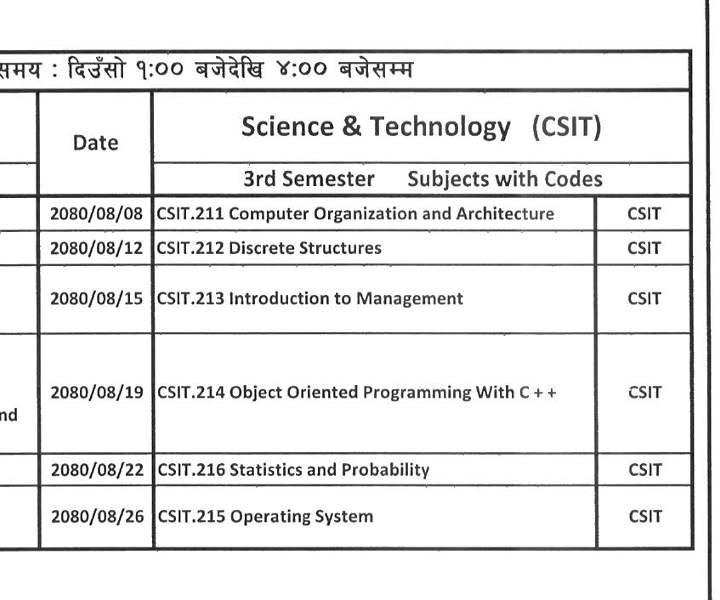 समय : दिउँसो १:०० बजेदेखि ४:०० बजेसम्म
Date
Science & Technology (CSIT)
3rd Semester Subjects with Codes
2080/08/08 CSIT.211 Computer Organization and Architecture CSIT
2080/08/12 CSIT.212 Discrete Structures CSIT
2080/08/15 CSIT.213 Introduction to Management CSIT
2080/08/19 CSIT.214 Object Oriented Programming With C + + CSIT
nd
2080/08/22 CSIT.216 Statistics and Probability CSIT
2080/08/26 CSIT.215 Operating System CSIT